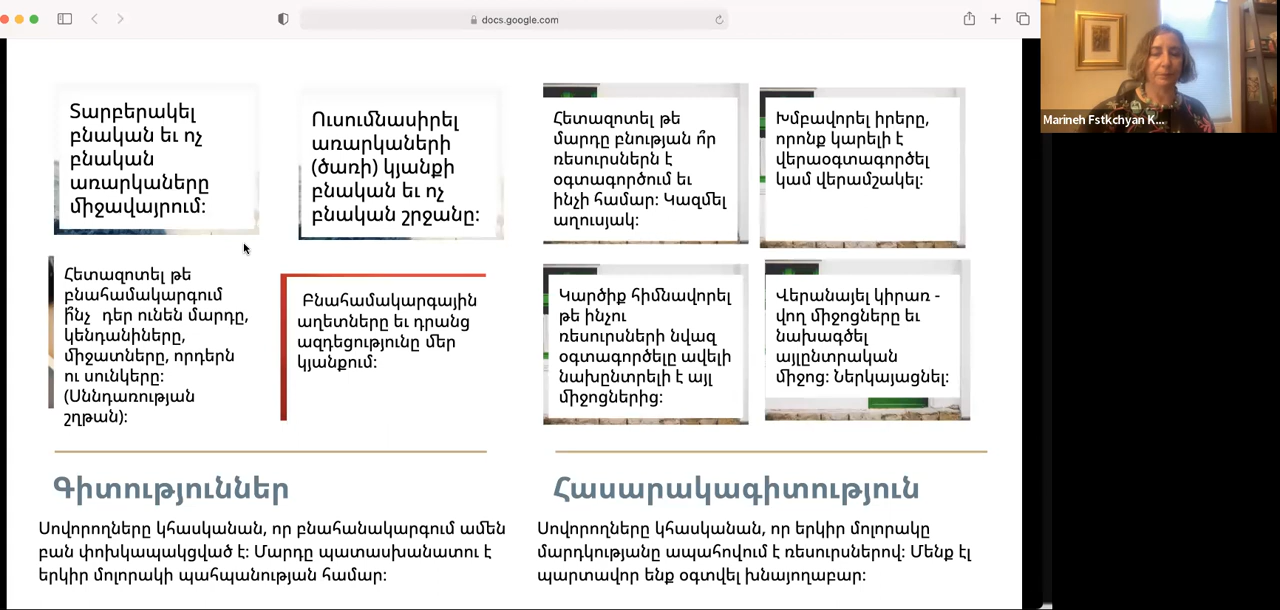 docs.google.com
Marineh Fstkchyan K...
Տարբերակել
բնական եւ ոչ
բնական
առարկաները
միջավայրում:
Ուսումնասիրել
առարկաների
(ծառի) կյանքի
բնական եւ ոչ
բնական շրջանը:
Հետազոտել թե
մարդը բնության ո՞ր
ռեսուրսներն է
օգտագործում եւ
ինչի համար: Կազմել
աղուսյակ:
Խմբավորել իրերը,
որոնք կարելի է
վերաօգտագործել
կամ վերամշակել:
Հետազոտել թե
բնահամակարգում
ի՞նչ դեր ունեն մարդը,
կենդանիները,
միջատները, որդերն
ու սունկերը:
(Սննդառության
շղթան):
Բնահամակարգային
աղետները եւ դրանց
ազդեցությունը մեր
կյանքում:
Կարծիք հիմնավորել
թե ինչու
ռեսուրսների նվազ
օգտագործելը ավելի
նախընտրելի է այլ
միջոցներից:
Վերանայել կիրառ -
վող միջոցները եւ
նախագծել
այլընտրական
միջոց: Ներկայացնել:
Գիտություններ
Սովորողները կհասկանան, որ բնահանակարգում ամեն
բան փոխկապակցված է: Մարդը պատասխանատու է
երկիր մոլորակի պահպանության համար:
Հասարակագիտություն
Սովորողները կհասկանան, որ երկիր մոլորակը
մարդկությանը ապահովում է ռեսուրսներով: Մենք էլ
պարտավոր ենք օգտվել խնայողաբար: